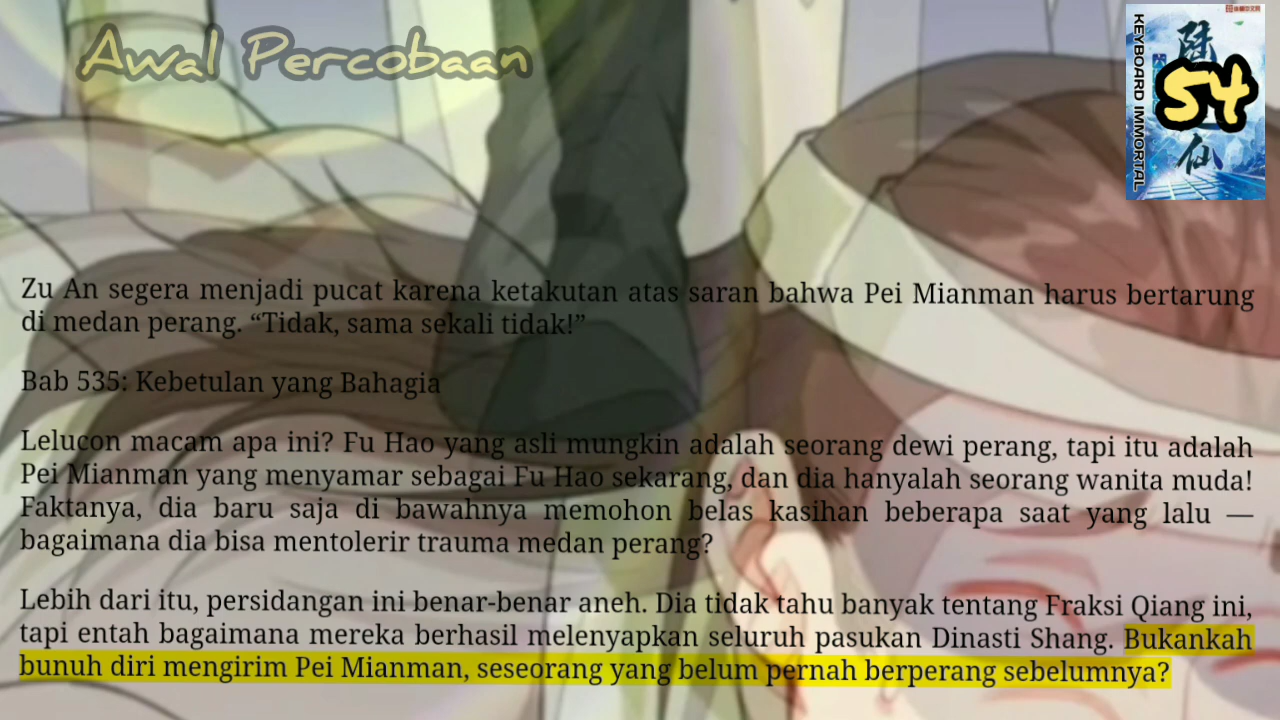 Awal Percobaan
KEYBOARD IMMORTAL
54
仙
Zu An segera menjadi pucat karena ketakutan atas saran bahwa Pei Mianman harus bertarung
di medan perang. “Tidak, sama sekali tidak!”
Bab 535: Kebetulan yang Bahagia
Lelucon macam apa ini? Fu Hao yang asli mungkin adalah seorang dewi perang, tapi itu adalah
Pei Mianman yang menyamar sebagai Fu Hao sekarang, dan dia hanyalah seorang wanita muda!
Faktanya, dia baru saja di bawahnya memohon belas kasihan beberapa saat yang lalu —
bagaimana dia bisa mentolerir trauma medan perang?
Lebih dari itu, persidangan ini benar-benar aneh. Dia tidak tahu banyak tentang Fraksi Qiang ini,
tapi entah bagaimana mereka berhasil melenyapkan seluruh pasukan Dinasti Shang. Bukankah
bunuh diri mengirim Pei Mianman, seseorang yang belum pernah berperang sebelumnya?